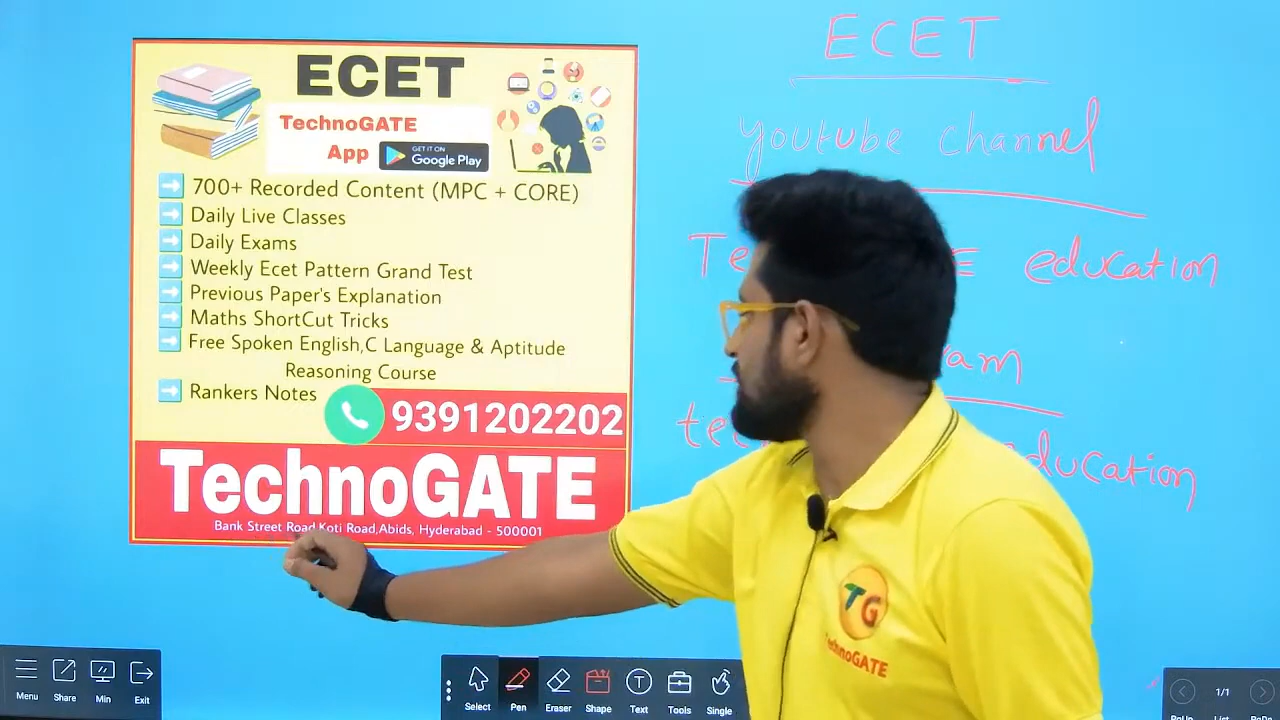 ECET
TechnoGATE
App
GET IT ON
Google Play
700+ Recorded Content (MPC + CORE)
Daily Live Classes
Daily Exams
Weekly Ecet Pattern Grand Test
Previous Paper's Explanation
Maths ShortCut Tricks
Free Spoken English,C Language & Aptitude
Reasoning Course
Rankers Notes
9391202202
TechnoGATE
Bank Street Road,Koti Road,Abids, Hyderabad - 500001
ECET
youtube channel
education
TG
TechnoGATE
Menu Share Min Exit
Select Pen Eraser Shape Text Tools Single
1/1